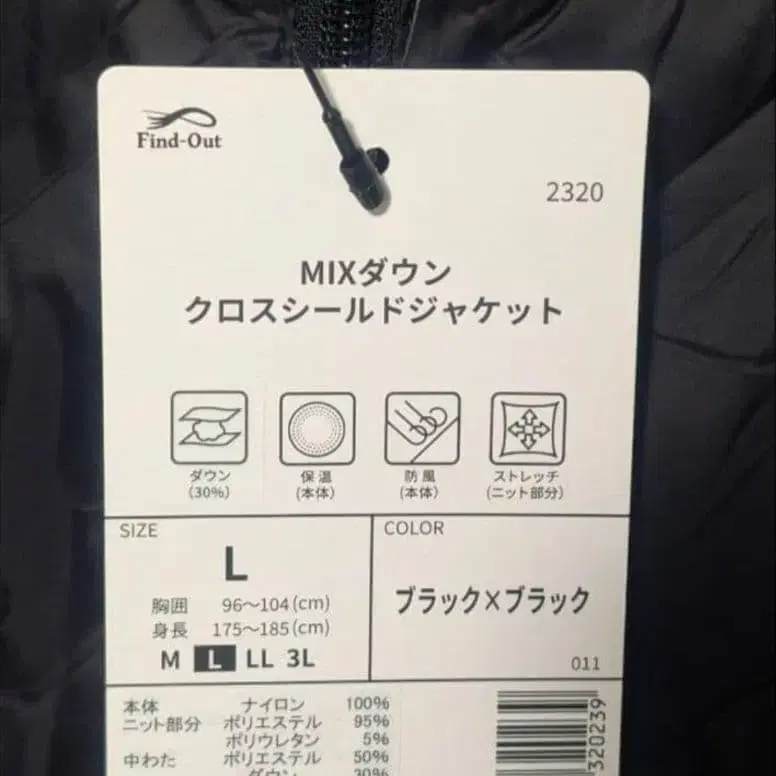 Find-Out
2320
MIXダウン
クロスシールドジャケット
ダウン
(30%)
保温
(本体)
防風
(本体)
ストレッチ
(ニット部分)
SIZE
L
胸囲 96〜104(cm)
身長 175〜185(cm)
M L LL 3L
COLOR
ブラック×ブラック
011
本体 ナイロン 100%
ニット部分 ポリエステル 95%
ポリウレタン 5%
中わた ポリエステル 50%
ダウン 30%
320239